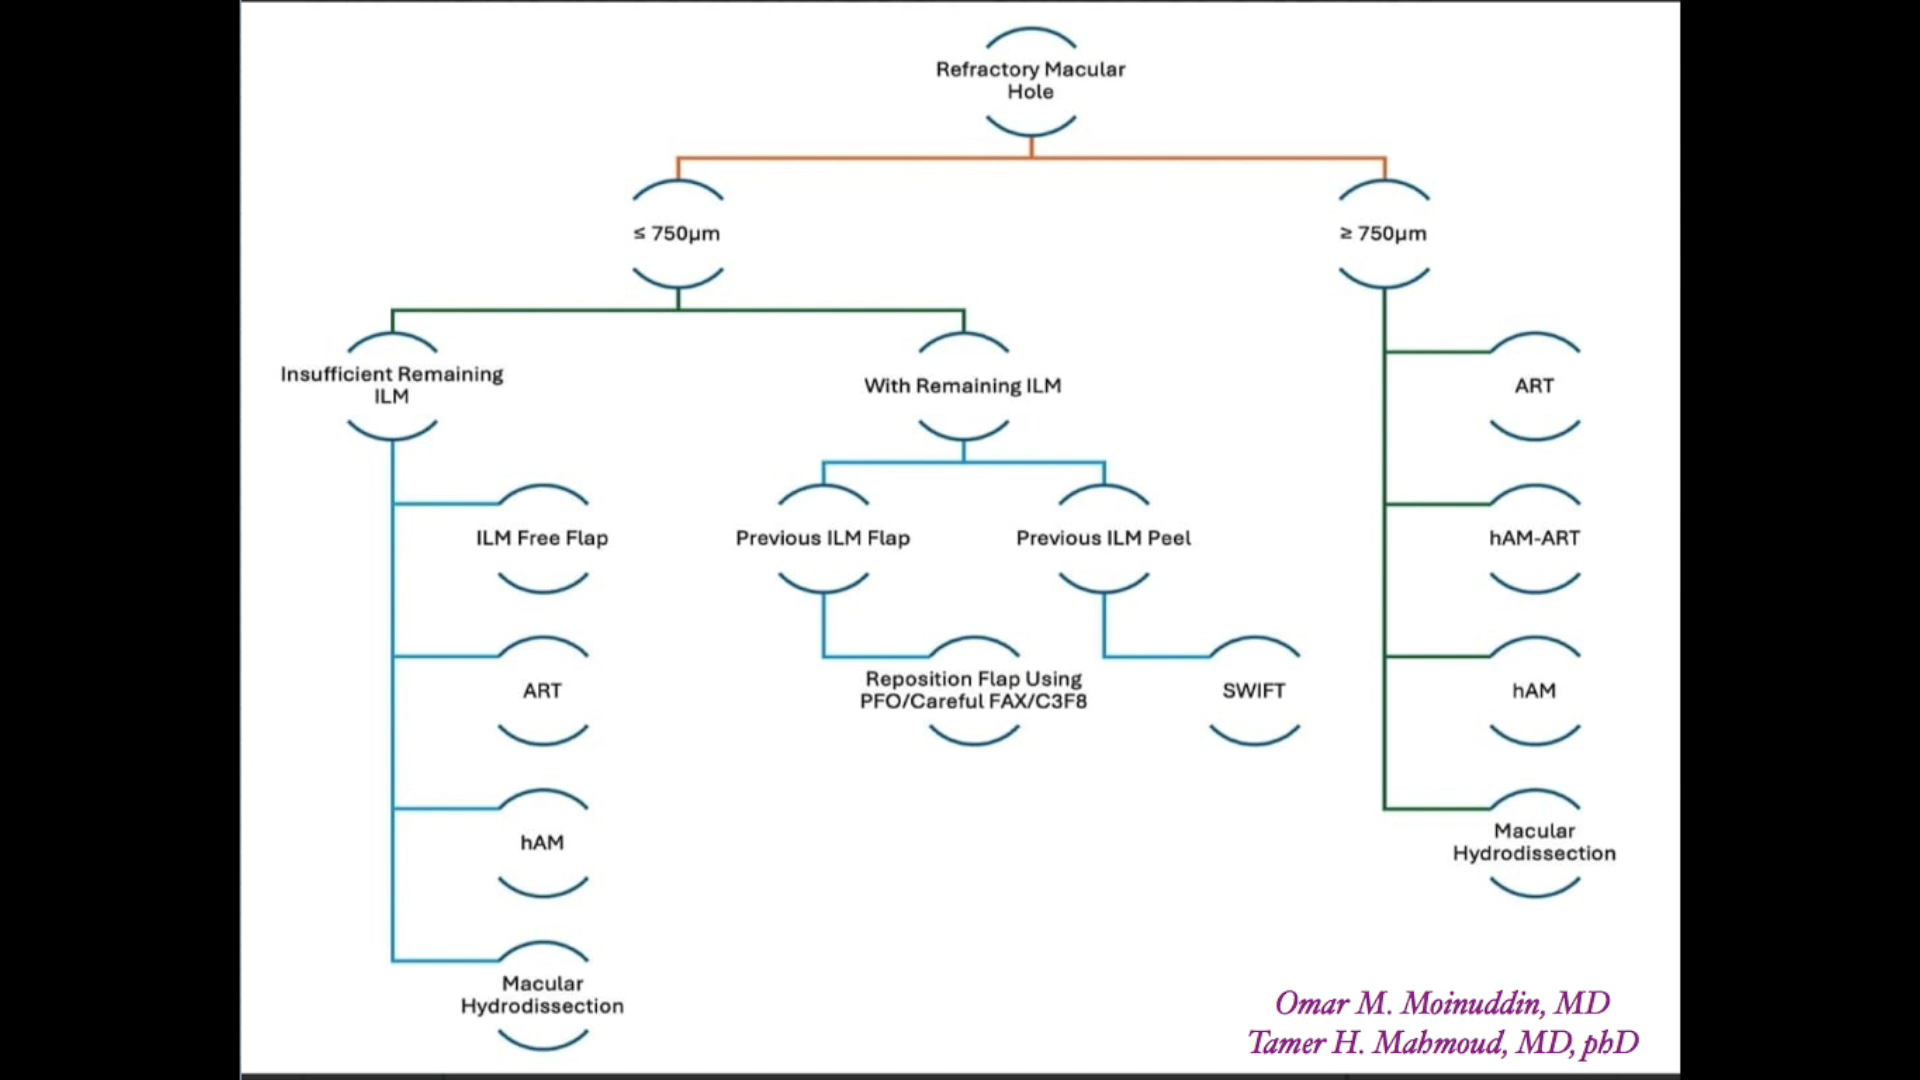 Refractory Macular
Hole
≤ 750μm
≥ 750μm
Insufficient Remaining
ILM
With Remaining ILM
ART
ILM Free Flap
Previous ILM Flap
Previous ILM Peel
hAM-ART
ART
Reposition Flap Using
PFO/Careful FAX/C3F8
SWIFT
hAM
hAM
Macular
Hydrodissection
Macular
Hydrodissection
Omar M. Moinuddin, MD
Tamer H. Mahmoud, MD, phD